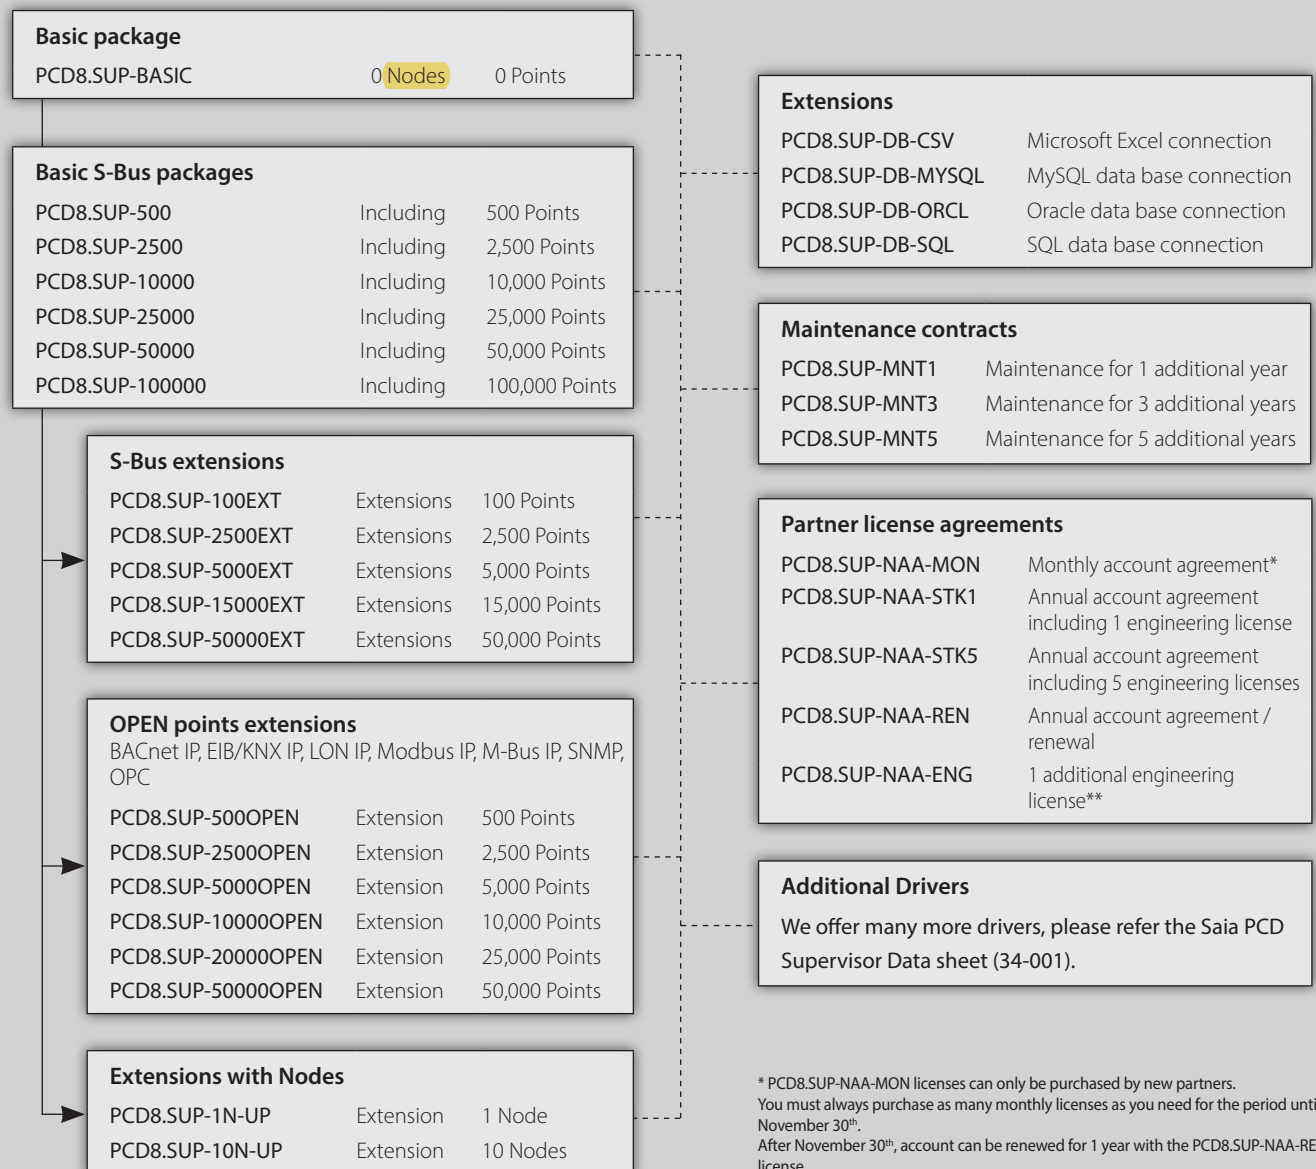 Basic package
PCD8.SUP-BASIC 0 Nodes 0 Points
Basic S-Bus packages
PCD8.SUP-500 Including 500 Points
PCD8.SUP-2500 Including 2,500 Points
PCD8.SUP-10000 Including 10,000 Points
PCD8.SUP-25000 Including 25,000 Points
PCD8.SUP-50000 Including 50,000 Points
PCD8.SUP-100000 Including 100,000 Points
S-Bus extensions
PCD8.SUP-100EXT Extensions 100 Points
PCD8.SUP-2500EXT Extensions 2,500 Points
PCD8.SUP-5000EXT Extensions 5,000 Points
PCD8.SUP-15000EXT Extensions 15,000 Points
PCD8.SUP-50000EXT Extensions 50,000 Points
OPEN points extensions
BACnet IP, EIB/KNX IP, LON IP, Modbus IP, M-Bus IP, SNMP,
OPC
PCD8.SUP-500OPEN Extension 500 Points
PCD8.SUP-2500OPEN Extension 2,500 Points
PCD8.SUP-5000OPEN Extension 5,000 Points
PCD8.SUP-10000OPEN Extension 10,000 Points
PCD8.SUP-20000OPEN Extension 25,000 Points
PCD8.SUP-50000OPEN Extension 50,000 Points
Extensions with Nodes
PCD8.SUP-1N-UP Extension 1 Node
PCD8.SUP-10N-UP Extension 10 Nodes
Extensions
PCD8.SUP-DB-CSV Microsoft Excel connection
PCD8.SUP-DB-MYSQL MySQL data base connection
PCD8.SUP-DB-ORCL Oracle data base connection
PCD8.SUP-DB-SQL SQL data base connection
Maintenance contracts
PCD8.SUP-MNT1 Maintenance for 1 additional year
PCD8.SUP-MNT3 Maintenance for 3 additional years
PCD8.SUP-MNT5 Maintenance for 5 additional years
Partner license agreements
PCD8.SUP-NAA-MON Monthly account agreement*
PCD8.SUP-NAA-STK1 Annual account agreement
including 1 engineering license
PCD8.SUP-NAA-STK5 Annual account agreement
including 5 engineering licenses
PCD8.SUP-NAA-REN Annual account agreement /
renewal
PCD8.SUP-NAA-ENG 1 additional engineering
license**
Additional Drivers
We offer many more drivers, please refer the Saia PCD
Supervisor Data sheet (34-001).
* PCD8.SUP-NAA-MON licenses can only be purchased by new partners.
You must always purchase as many monthly licenses as you need for the period unti
November 30th.
After November 30th, account can be renewed for 1 year with the PCD8.SUP-NAA-RE
license